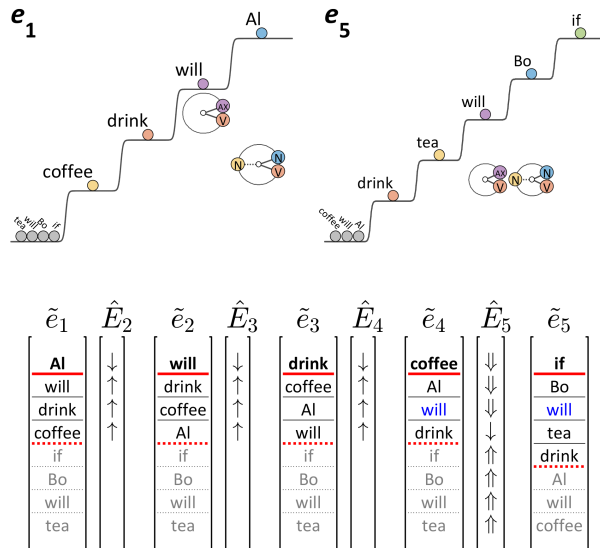 e1
e5
Al
if
will
Bo
AX
V
will
drink
N
N
V
tea
AX
V
N
N
V
coffee
drink
tea will Bo if
coffee will Al
ẽ1 Ê2 ẽ2 Ê3 ẽ3 Ê4 ẽ4 Ê5 ẽ5
Al ↓ will ↓ drink ↓ coffee ⇓ if
will ↑ drink ↑ coffee ↑ Al ⇓ Bo
drink ↑ coffee ↑ Al ↑ will ⇓ will
coffee ↑ Al ↑ will ↑ drink ↓ tea
if if if if ⇑ drink
Bo Bo Bo Bo ⇑ Al
will will will will ⇑ will
tea tea tea tea ⇑ coffee